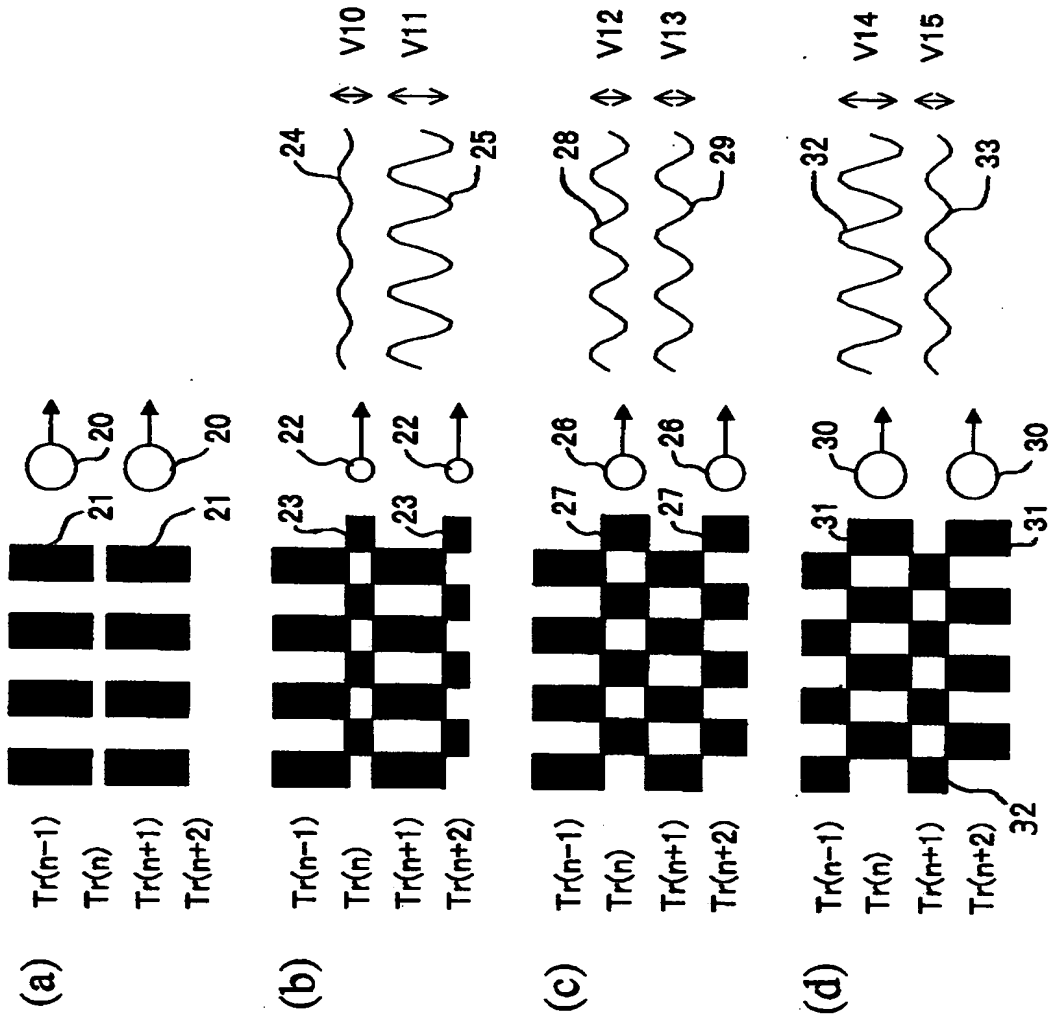 (a)
Tr(n-1)
Tr(n)
Tr(n+1)
Tr(n+2)
21
21
20
20
(b)
Tr(n-1)
Tr(n)
Tr(n+1)
Tr(n+2)
23
23
22
22
24
25
V10
V11
(c)
Tr(n-1)
Tr(n)
Tr(n+1)
Tr(n+2)
27
27
26
26
28
29
V12
V13
(d)
Tr(n-1)
Tr(n)
Tr(n+1)
Tr(n+2)
32
31
31
30
30
32
33
V14
V15